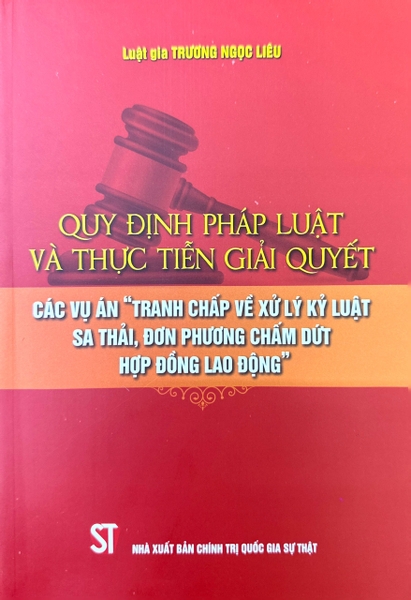 Luật gia TRƯƠNG NGỌC LIÊU
QUY ĐỊNH PHÁP LUẬT
VÀ THỰC TIỄN GIẢI QUYẾT
CÁC VỤ ÁN “TRANH CHẤP VỀ XỬ LÝ KỶ LUẬT
SA THẢI, ĐƠN PHƯƠNG CHẤM DỨT
HỢP ĐỒNG LAO ĐỘNG”
ST
NHÀ XUẤT BẢN CHÍNH TRỊ QUỐC GIA SỰ THẬT